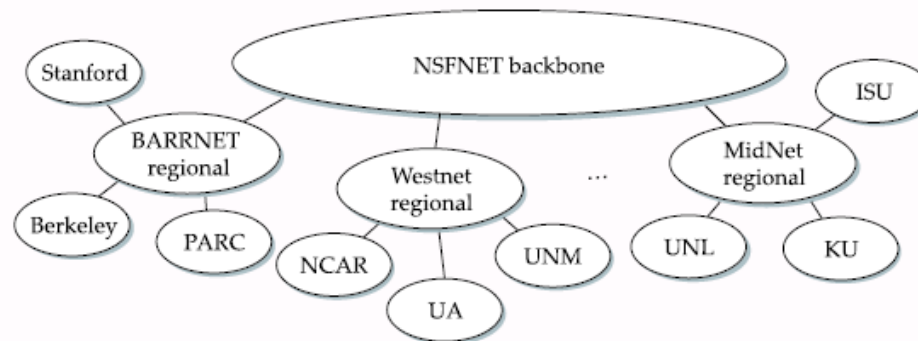 NSFNET backbone
Stanford
ISU
BARRNET
regional
MidNet
regional
Westnet
regional
...
Berkeley
PARC
NCAR
UNM
UNL
KU
UA